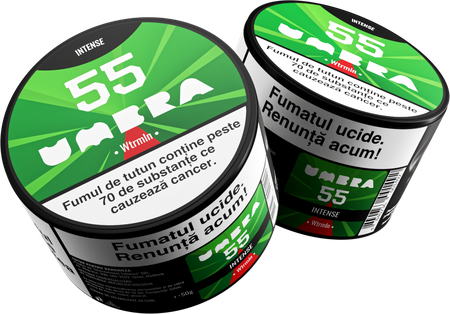 INTENSE
55
UMBRA
Wtrmln
Fumul de tutun conține peste
70 de substanțe ce
cauzează cancer.
Fumatul ucide.
Renunță acum!
UMBRA
55
INTENSE
Wtrmln
50g
INTENSE
55
UMBRA
Wtrmln
Fumul de tutun conține peste
70 de substanțe ce
cauzează cancer.
Fumatul ucide.
Renunță acum!
UMBRA
55
INTENSE
Wtrmln